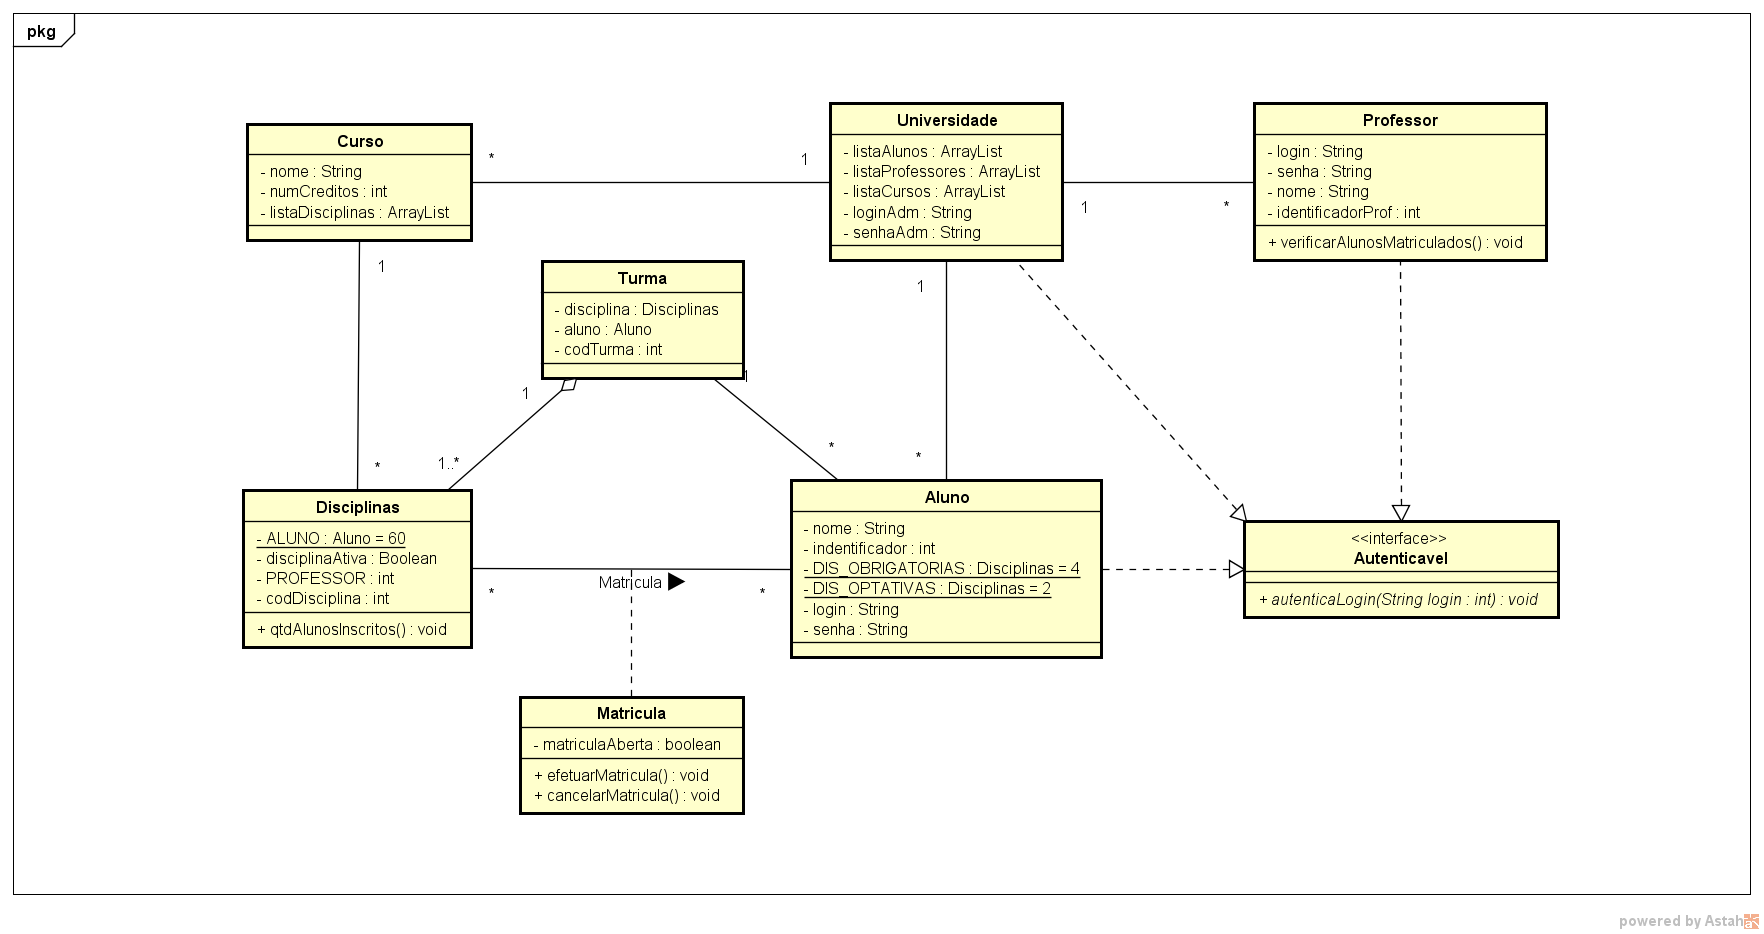 pkg
Curso
- nome : String
- numCreditos : int
- listaDisciplinas : ArrayList
*
1
Universidade
- listaAlunos : ArrayList
- listaProfessores : ArrayList
- listaCursos : ArrayList
- loginAdm : String
- senhaAdm : String
1
*
Professor
- login : String
- senha : String
- nome : String
- identificadorProf : int
+ verificarAlunosMatriculados() : void
1
*
Turma
- disciplina : Disciplinas
- aluno : Aluno
- codTurma : int
1
1..*
1
*
1
*
Disciplinas
- ALUNO : Aluno = 60
- disciplinaAtiva : Boolean
- PROFESSOR : int
- codDisciplina : int
+ qtdAlunosInscritos() : void
*
Matricula
*
Aluno
- nome : String
- indentificador : int
- DIS_OBRIGATORIAS : Disciplinas = 4
- DIS_OPTATIVAS : Disciplinas = 2
- login : String
- senha : String
<<interface>>
Autenticavel
+ autenticaLogin(String login : int) : void
Matricula
- matriculaAberta : boolean
+ efetuarMatricula() : void
+ cancelarMatricula() : void
powered by Astah